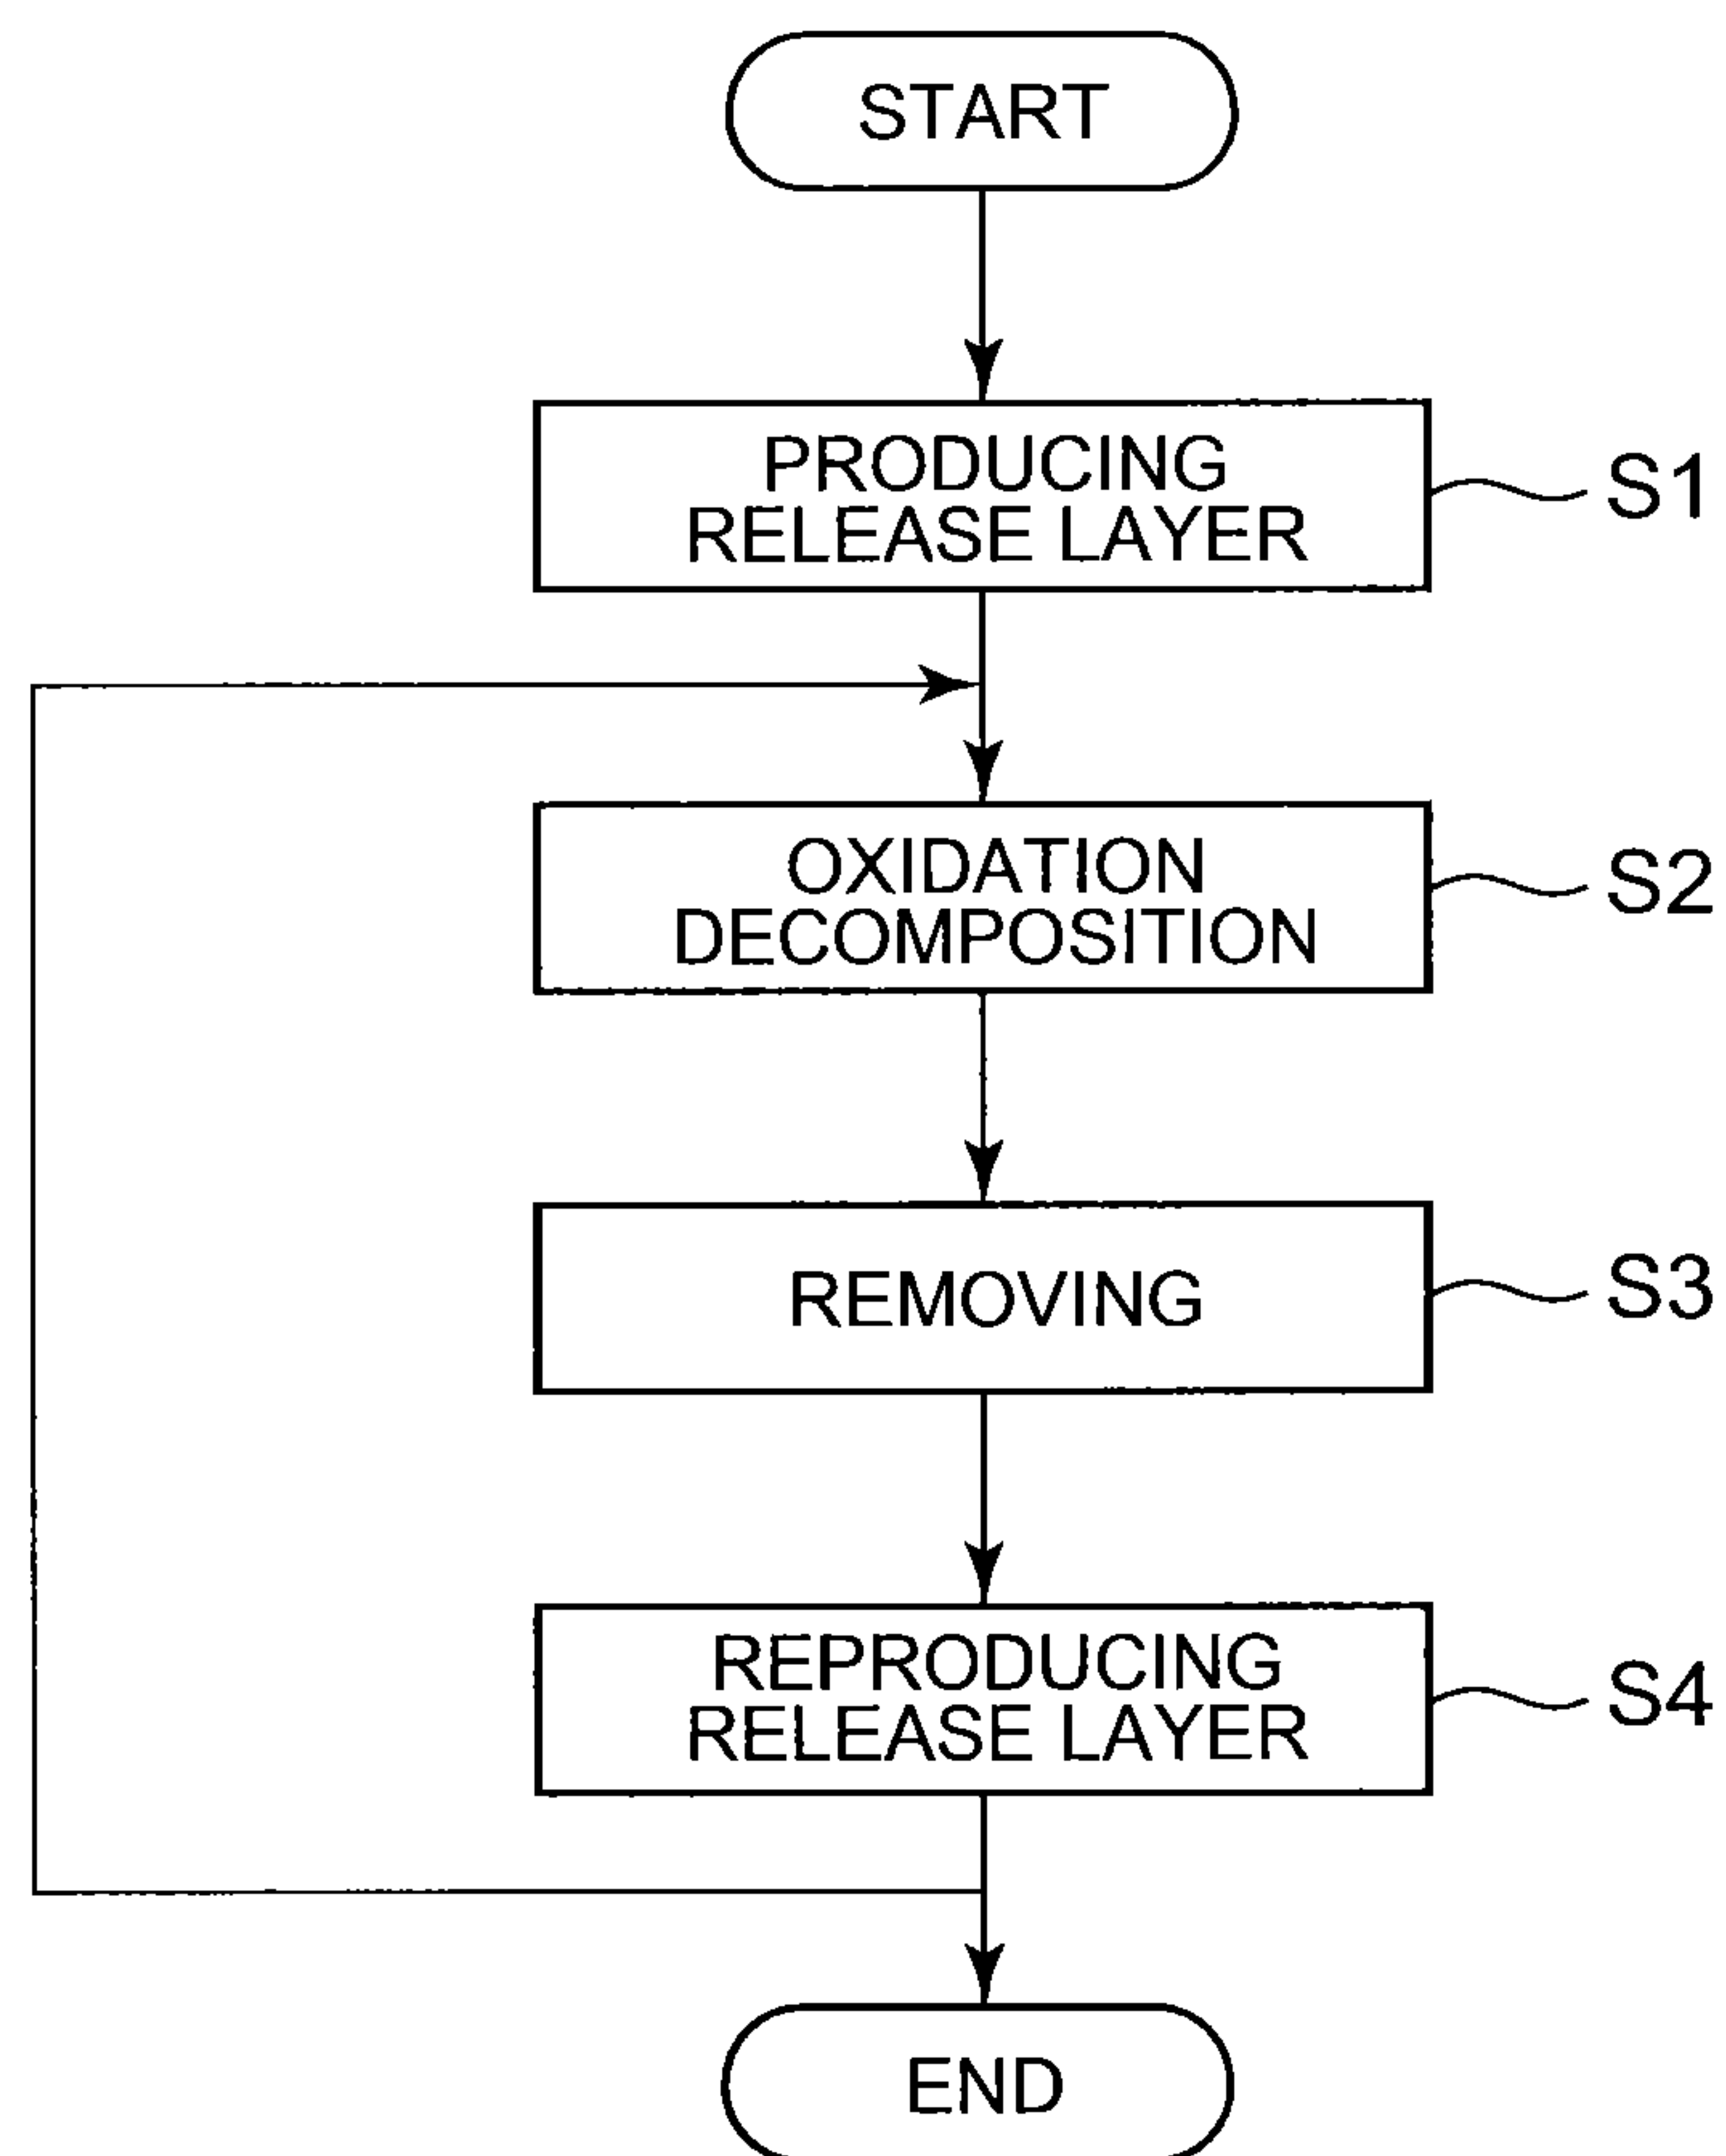 START
PRODUCING
RELEASE LAYER
S1
OXIDATION
DECOMPOSITION
S2
REMOVING
S3
REPRODUCING
RELEASE LAYER
S4
END